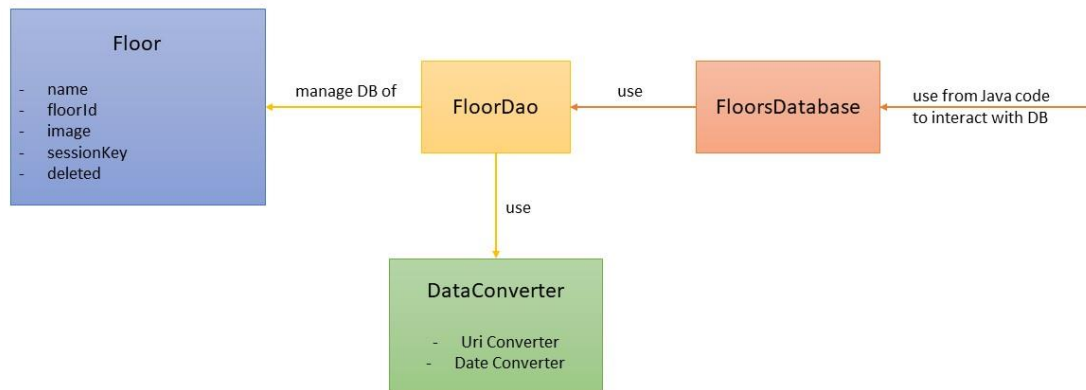 Floor
- name
- floorId
- image
- sessionKey
- deleted
manage DB of
FloorDao
use
FloorsDatabase
use from Java code
to interact with DB
use
DataConverter
- Uri Converter
- Date Converter